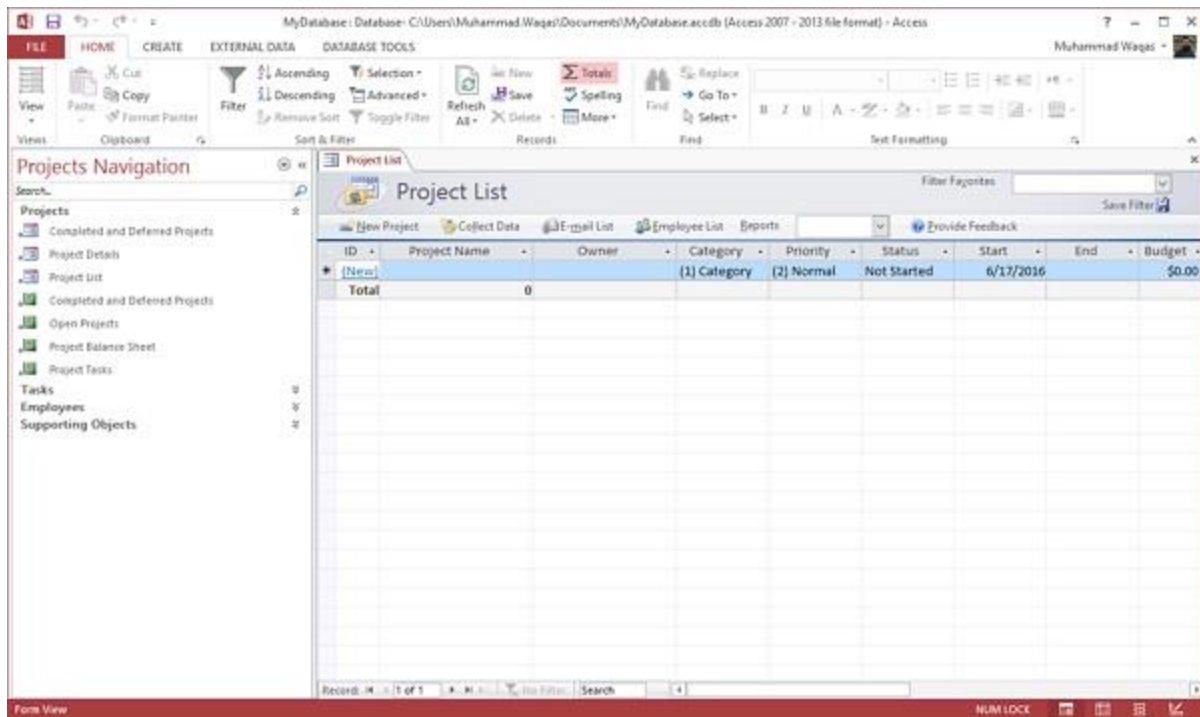 MyDatabase : Database- C:\Users\Muhammad.Waqas\Documents\MyDatabase.accdb (Access 2007 - 2013 file format) - Access
FILE HOME CREATE EXTERNAL DATA DATABASE TOOLS Muhammad Waqas
View
Paste
Cut
Copy
Format Painter
Filter
Ascending
Descending
Remove Sort
Selection
Advanced
Toggle Filter
Refresh All
New
Save
Delete
Totals
Spelling
More
Find
Replace
Go To
Select
B I U A
Views Clipboard Sort & Filter Records Find Text Formatting
Projects Navigation
Search..
Projects
Completed and Deferred Projects
Project Details
Project List
Completed and Deferred Projects
Open Projects
Project Balance Sheet
Project Tasks
Tasks
Employees
Supporting Objects
Project List
Project List
Filter Favorites
Save Filter
New Project Collect Data E-mail List Employee List Reports Provide Feedback
ID Project Name Owner Category Priority Status Start End Budget
(New) (1) Category (2) Normal Not Started 6/17/2016 $0.00
Total 0
Record: 1 of 1 No Filter Search
Form View NUM LOCK